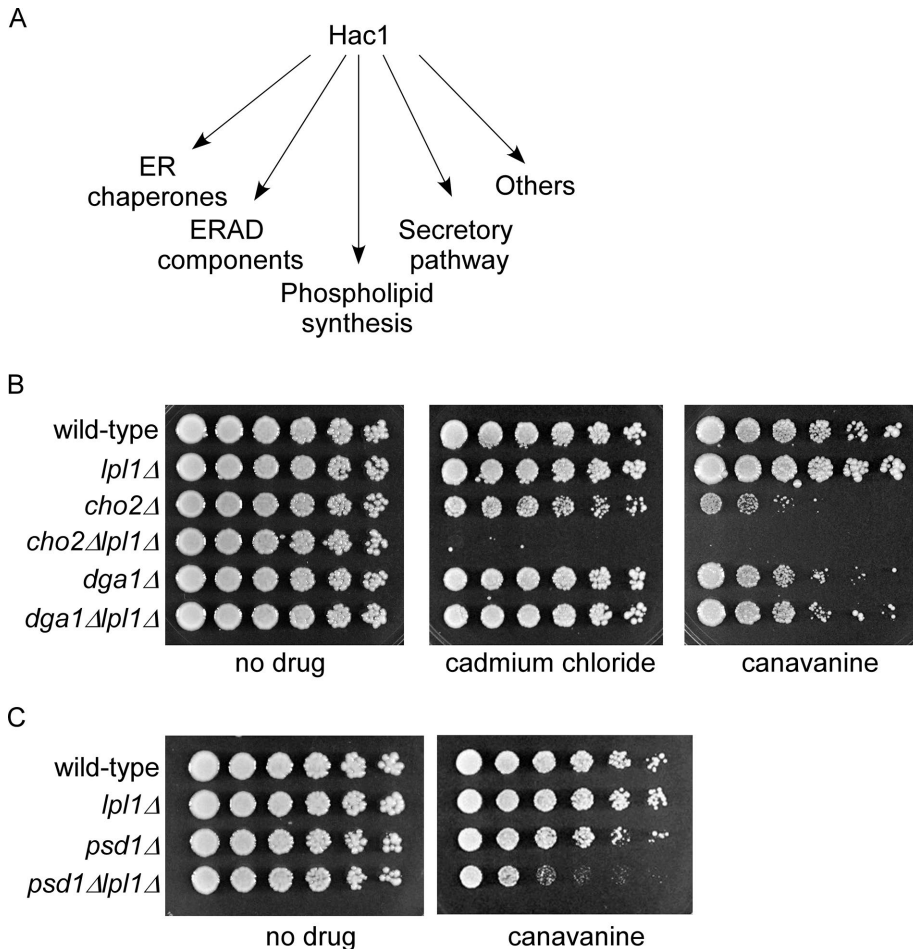 A
Hac1
ER
chaperones
ERAD
components
Phospholipid
synthesis
Secretory
pathway
Others
B
wild-type
lpl1Δ
cho2Δ
cho2Δlpl1Δ
dga1Δ
dga1Δlpl1Δ
no drug
cadmium chloride
canavanine
C
wild-type
lpl1Δ
psd1Δ
psd1Δlpl1Δ
no drug
canavanine